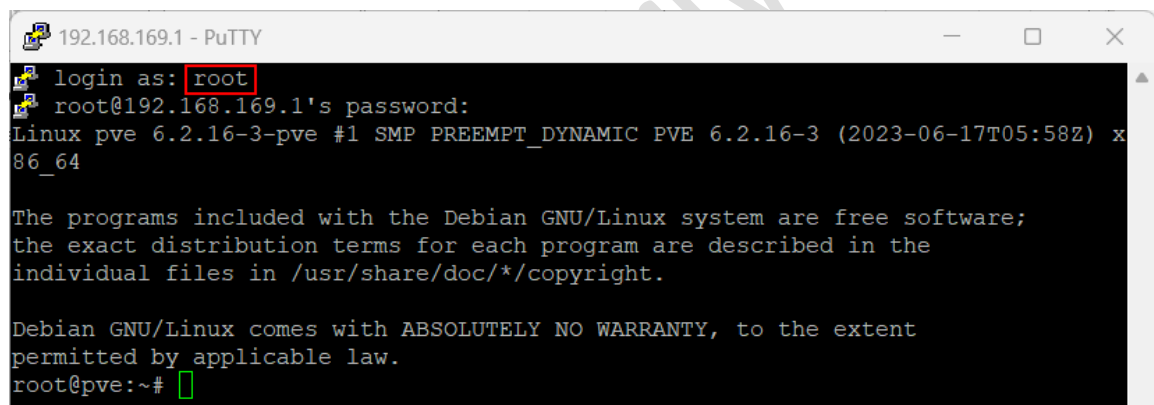 192.168.169.1 - PuTTY
login as: root
root@192.168.169.1's password:
Linux pve 6.2.16-3-pve #1 SMP PREEMPT_DYNAMIC PVE 6.2.16-3 (2023-06-17T05:58Z) x
86_64
The programs included with the Debian GNU/Linux system are free software;
the exact distribution terms for each program are described in the
individual files in /usr/share/doc/*/copyright.
Debian GNU/Linux comes with ABSOLUTELY NO WARRANTY, to the extent
permitted by applicable law.
root@pve:~#